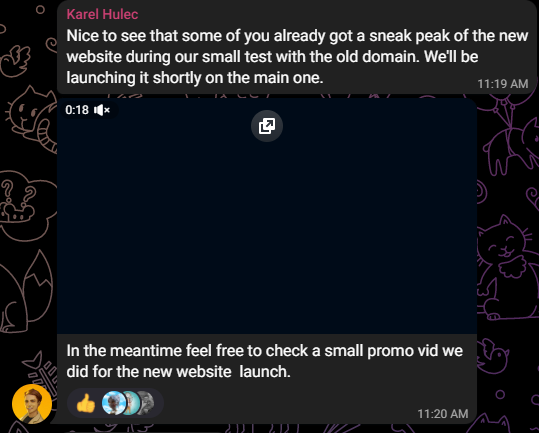 Karel Hulec
Nice to see that some of you already got a sneak peak of the new
website during our small test with the old domain. We'll be
launching it shortly on the main one.
11:19 AM
0:18
In the meantime feel free to check a small promo vid we
did for the new website  launch.
11:20 AM